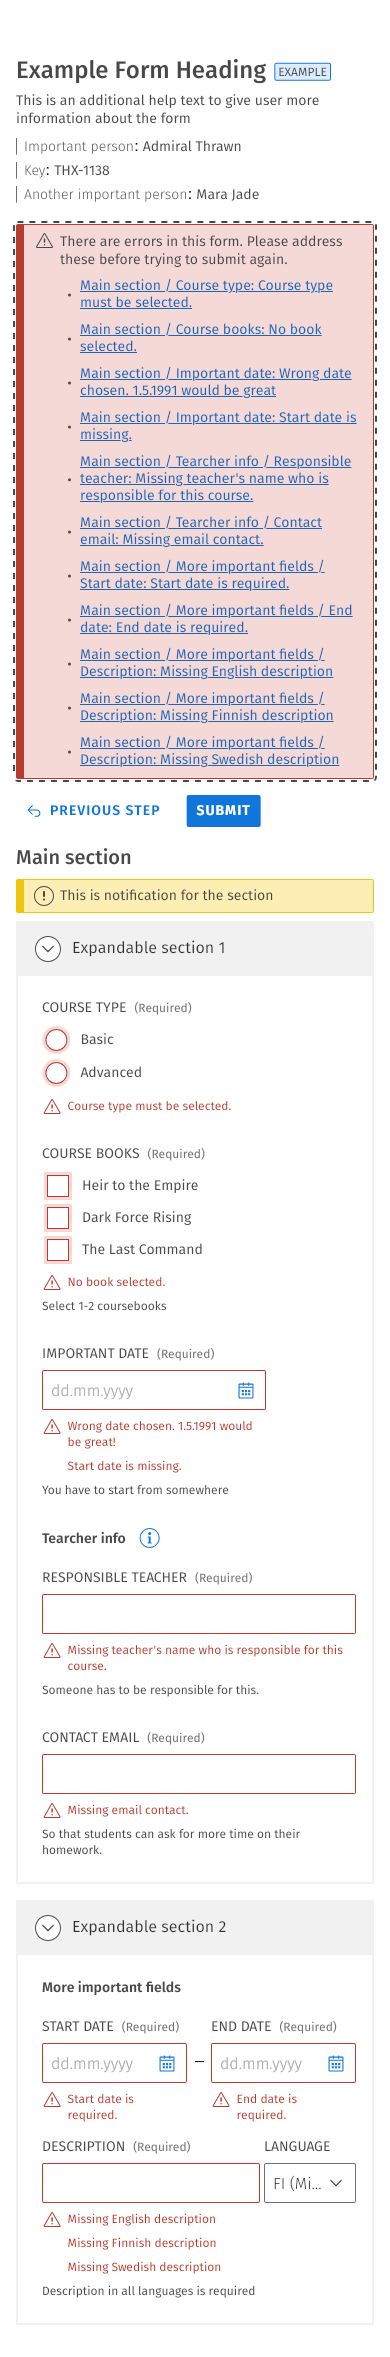 Example Form Heading EXAMPLE
This is an additional help text to give user more
information about the form
Important person: Admiral Thrawn
Key: THX-1138
Another important person: Mara Jade
There are errors in this form. Please address
these before trying to submit again.
Main section / Course type: Course type
must be selected.
Main section / Course books: No book
selected.
Main section / Important date: Wrong date
chosen. 1.5.1991 would be great
Main section / Important date: Start date is
missing.
Main section / Tearcher info / Responsible
teacher: Missing teacher's name who is
responsible for this course.
Main section / Tearcher info / Contact
email: Missing email contact.
Main section / More important fields /
Start date: Start date is required.
Main section / More important fields / End
date: End date is required.
Main section / More important fields /
Description: Missing English description
Main section / More important fields /
Description: Missing Finnish description
Main section / More important fields /
Description: Missing Swedish description
PREVIOUS STEP SUBMIT
Main section
This is notification for the section
Expandable section 1
COURSE TYPE (Required)
Basic
Advanced
Course type must be selected.
COURSE BOOKS (Required)
Heir to the Empire
Dark Force Rising
The Last Command
No book selected.
Select 1-2 coursebooks
IMPORTANT DATE (Required)
dd.mm.yyyy
Wrong date chosen. 1.5.1991 would
be great!
Start date is missing.
You have to start from somewhere
Tearcher info
RESPONSIBLE TEACHER (Required)
Missing teacher's name who is responsible for this
course.
Someone has to be responsible for this.
CONTACT EMAIL (Required)
Missing email contact.
So that students can ask for more time on their
homework.
Expandable section 2
More important fields
START DATE (Required) END DATE (Required)
dd.mm.yyyy – dd.mm.yyyy
Start date is
required.
End date is
required.
DESCRIPTION (Required) LANGUAGE
FI (Mi...
Missing English description
Missing Finnish description
Missing Swedish description
Description in all languages is required